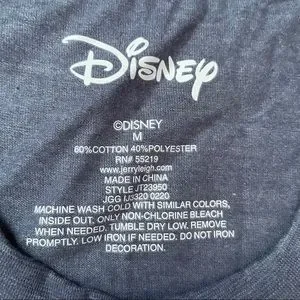 Disney
©DISNEY
M
60%COTTON 40%POLYESTER
RN# 55219
www.jerryleigh.com
MADE IN CHINA
STYLE JT23950
JGG IJ3320 0220
MACHINE WASH COLD WITH SIMILAR COLORS,
INSIDE OUT. ONLY NON-CHLORINE BLEACH
WHEN NEEDED. TUMBLE DRY LOW. REMOVE
PROMPTLY. LOW IRON IF NEEDED. DO NOT IRON
DECORATION.